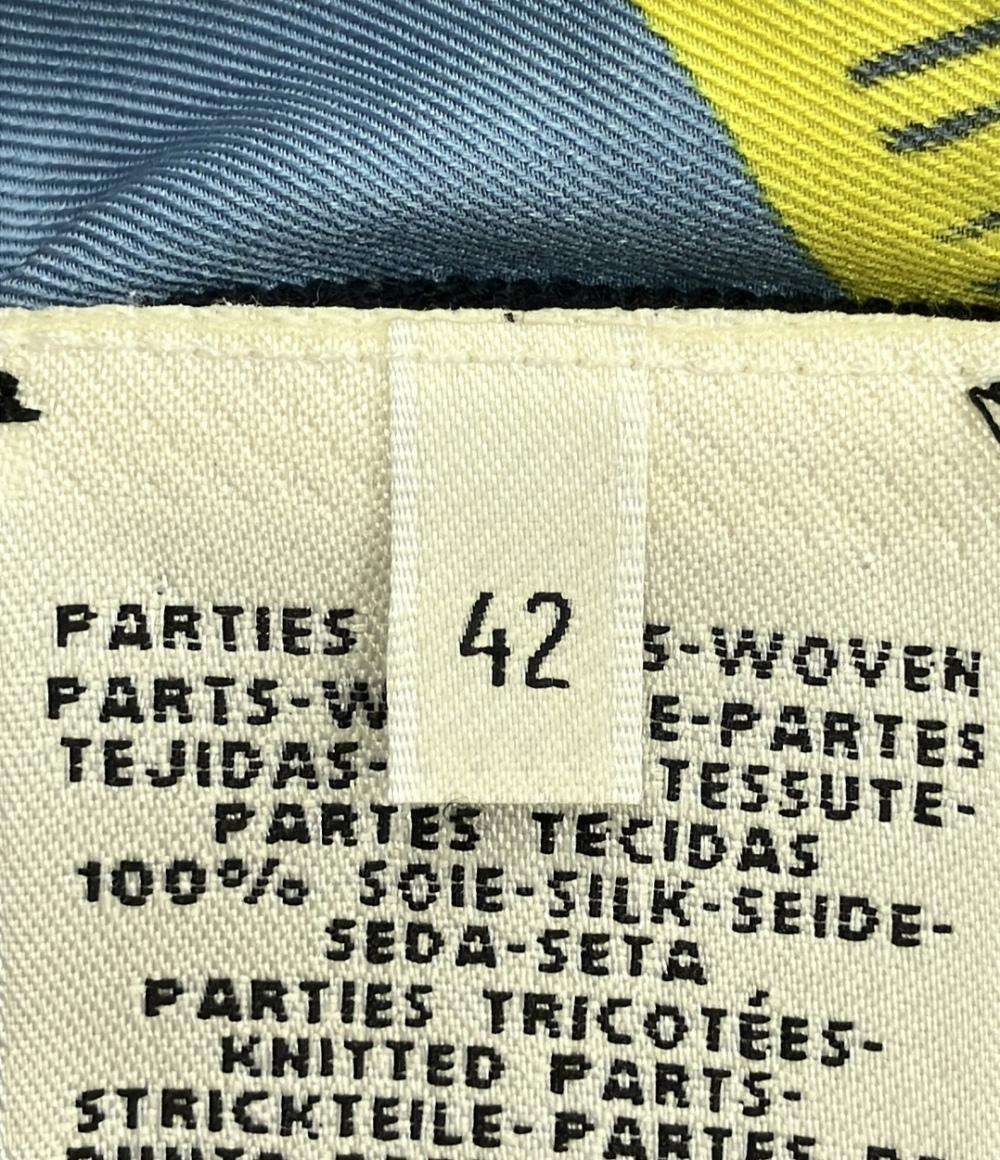 42
PARTIES S-WOVEN
PARTS-W E-PARTES
TEJIDAS- TESSUTE-
PARTES TECIDAS
100% SOIE-SILK-SEIDE-
SEDA-SETA
PARTIES TRICOTÉES-
KNITTED PARTS-
STRICKTEILE-PARTES